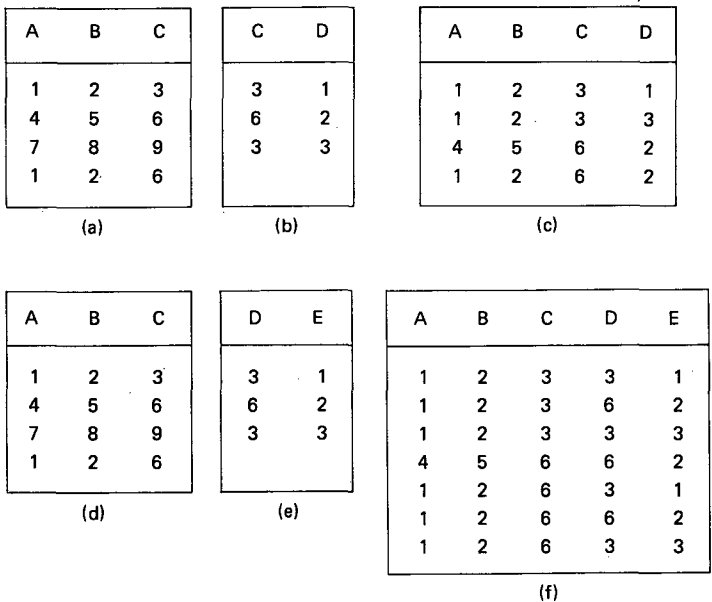 A B C
1 2 3
4 5 6
7 8 9
1 2 6
(a)
C D
3 1
6 2
3 3
(b)
A B C D
1 2 3 1
1 2 3 3
4 5 6 2
1 2 6 2
(c)
A B C
1 2 3
4 5 6
7 8 9
1 2 6
(d)
D E
3 1
6 2
3 3
(e)
A B C D E
1 2 3 3 1
1 2 3 6 2
1 2 3 3 3
4 5 6 6 2
1 2 6 3 1
1 2 6 6 2
1 2 6 3 3
(f)